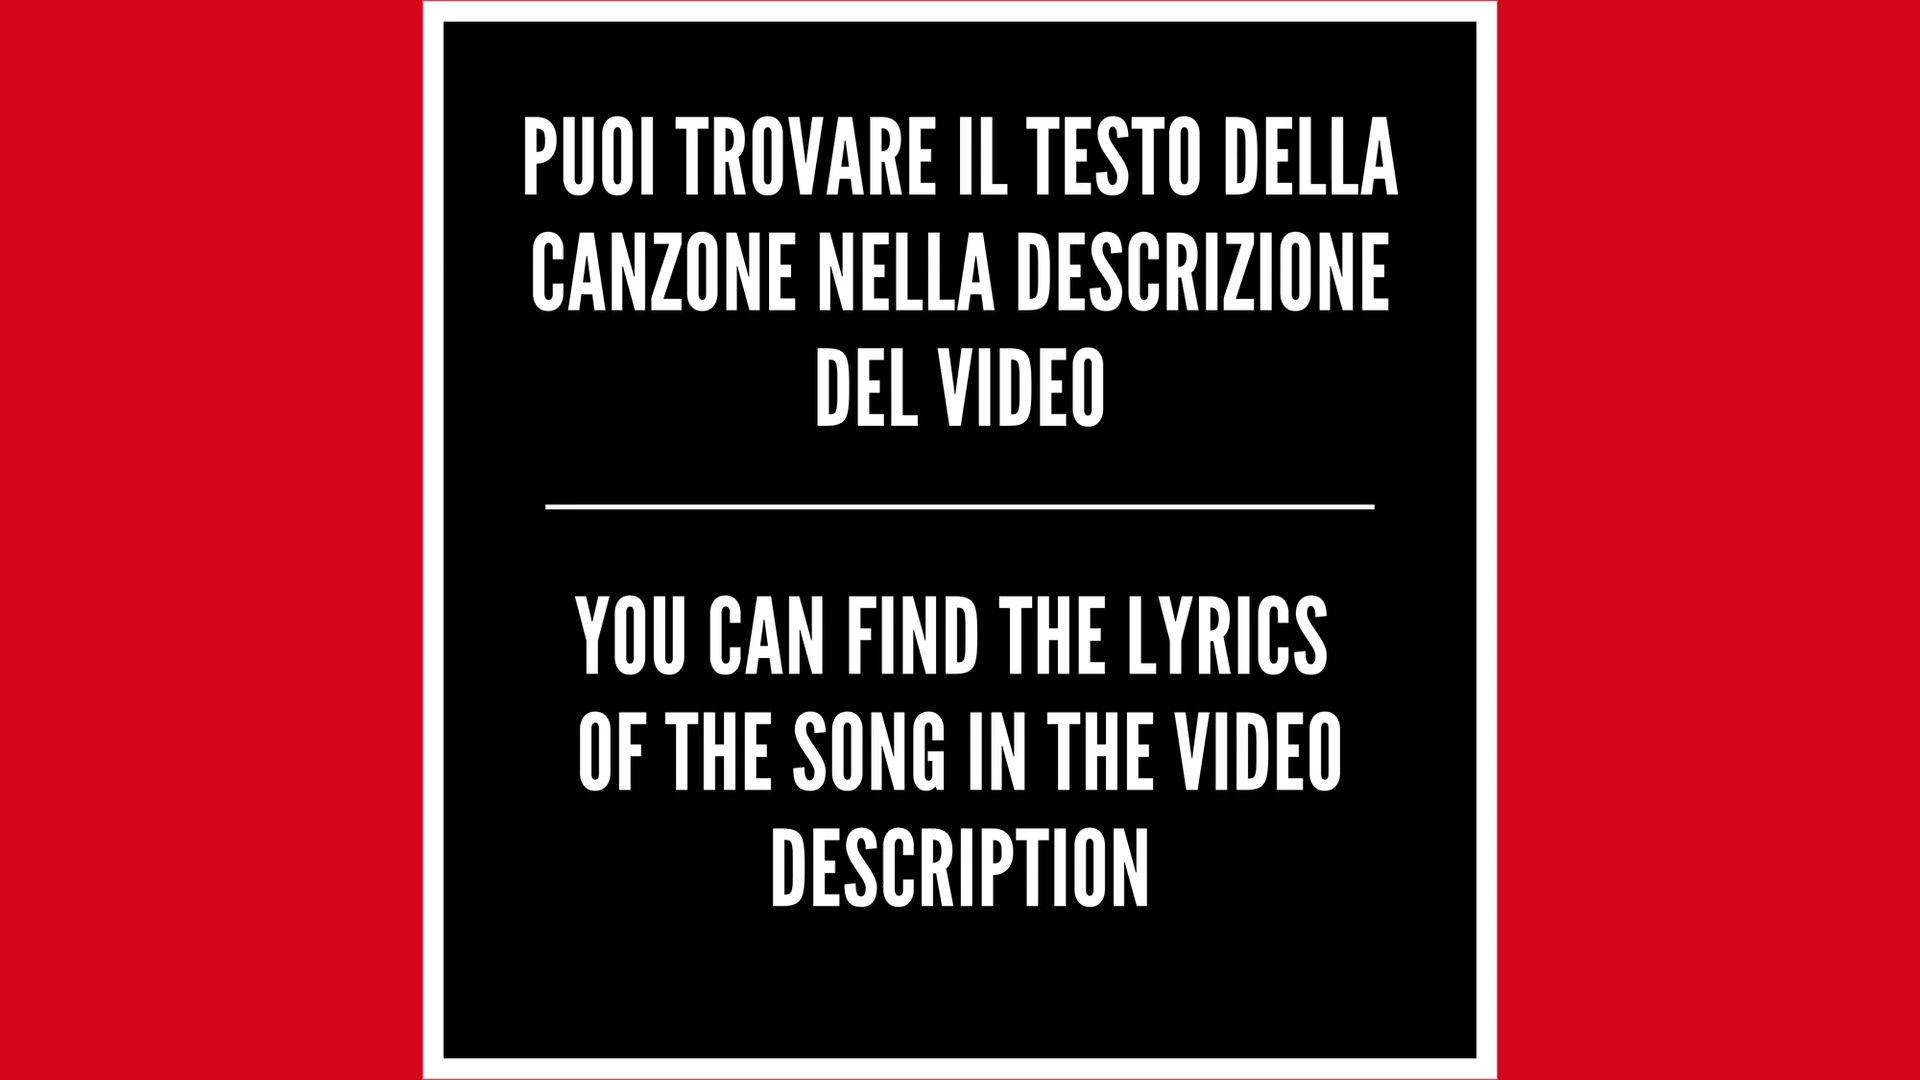 PUOI TROVARE IL TESTO DELLA
CANZONE NELLA DESCRIZIONE
DEL VIDEO
YOU CAN FIND THE LYRICS
OF THE SONG IN THE VIDEO
DESCRIPTION